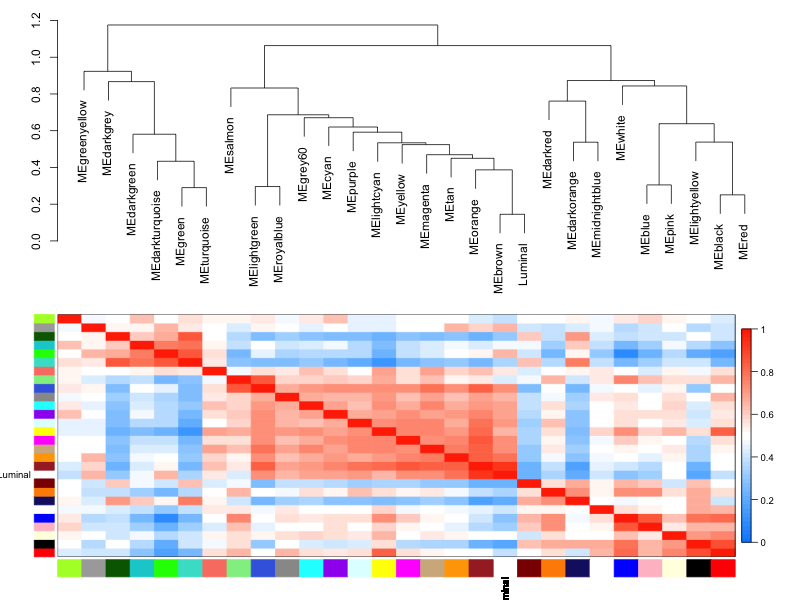 1.2
1.0
0.8
0.6
0.4
0.2
0.0
MEgreenyellow
MEdarkgrey
MEdarkgreen
MEdarkturquoise
MEgreen
MEturquoise
MEsalmon
MElightgreen
MEroyalblue
MEgrey60
MEcyan
MEpurple
MElightcyan
MEyellow
MEmagenta
MEtan
MEorange
MEbrown
Luminal
MEdarkred
MEdarkorange
MEmidnightblue
MEwhite
MEblue
MEpink
MElightyellow
MEblack
MEred
1
0.8
0.6
0.4
0.2
0
Luminal
minal